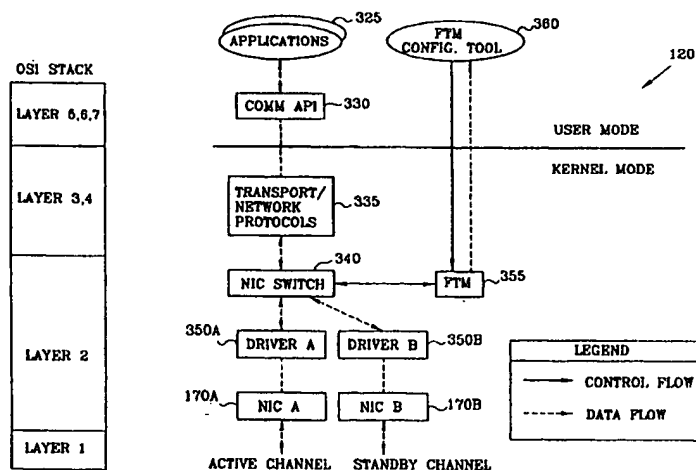 325
360
APPLICATIONS
FTM
CONFIG. TOOL
OSI STACK
120
LAYER 5,6,7
COMM API
330
USER MODE
KERNEL MODE
LAYER 3,4
TRANSPORT/
NETWORK
PROTOCOLS
335
340
NIC SWITCH
FTM
355
LAYER 2
350A
DRIVER A
DRIVER B
350B
LEGEND
CONTROL FLOW
DATA FLOW
170A
NIC A
NIC B
170B
LAYER 1
ACTIVE CHANNEL
STANDBY CHANNEL